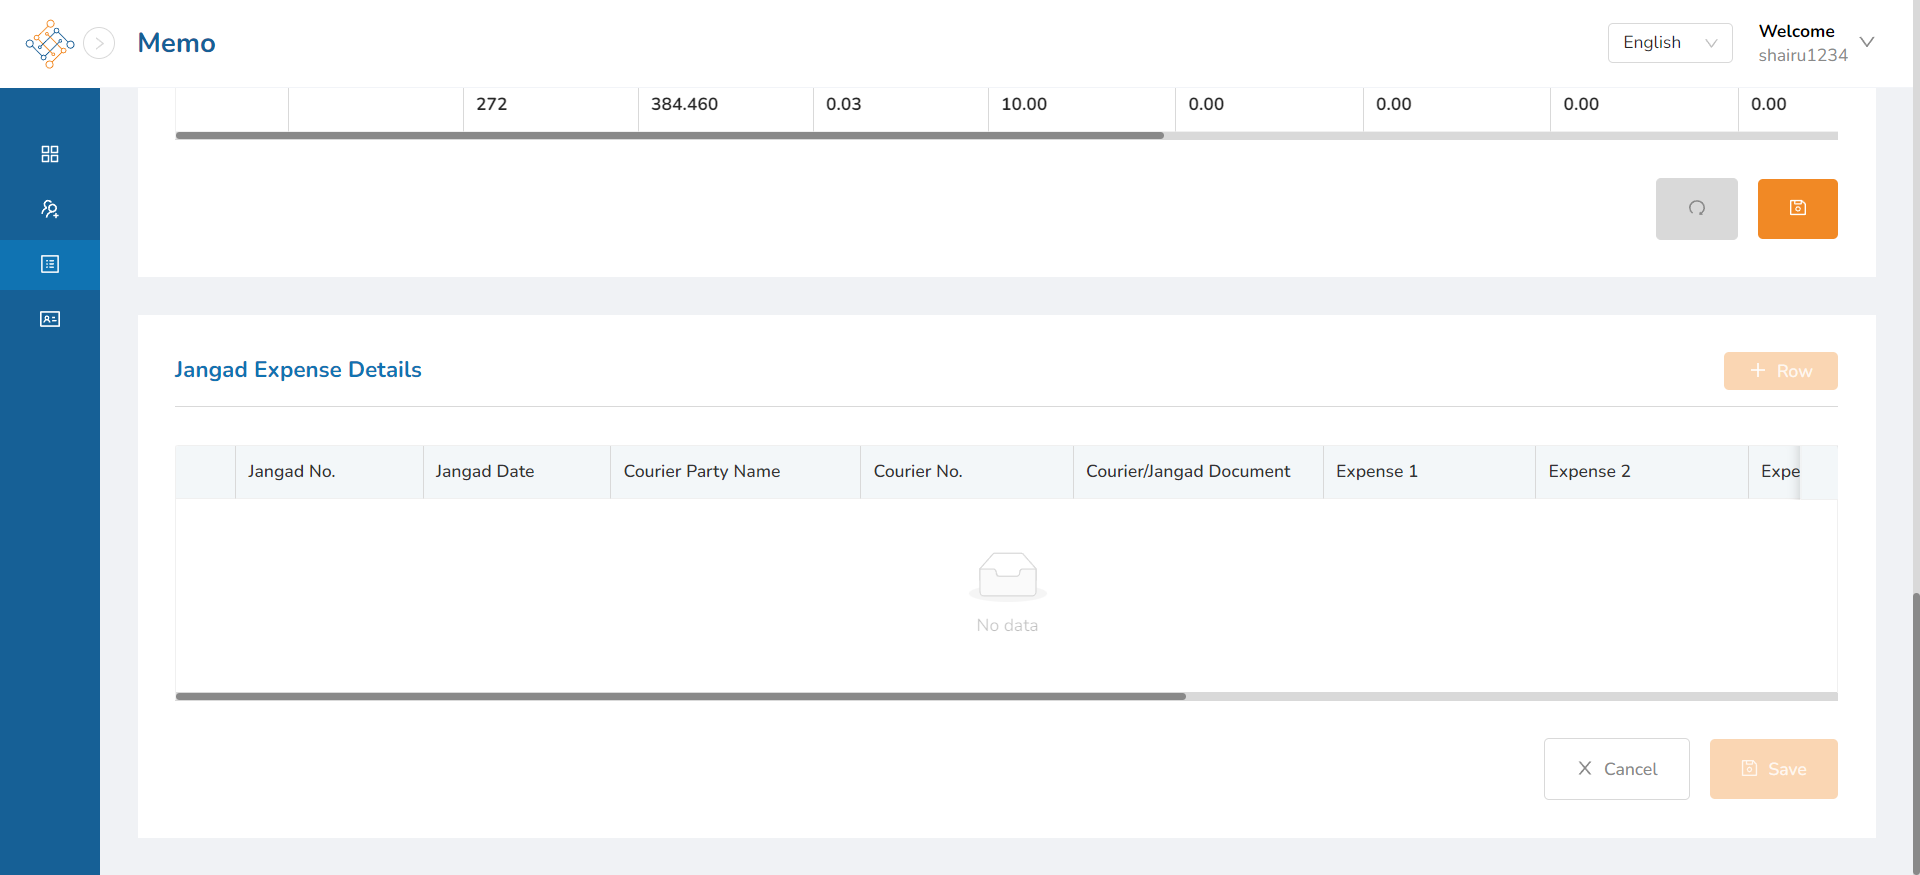 Memo
English
Welcome
shairu1234
272 384.460 0.03 10.00 0.00 0.00 0.00 0.00
Jangad Expense Details
Row
Jangad No. Jangad Date Courier Party Name Courier No. Courier/Jangad Document Expense 1 Expense 2 Expe
No data
Cancel
Save